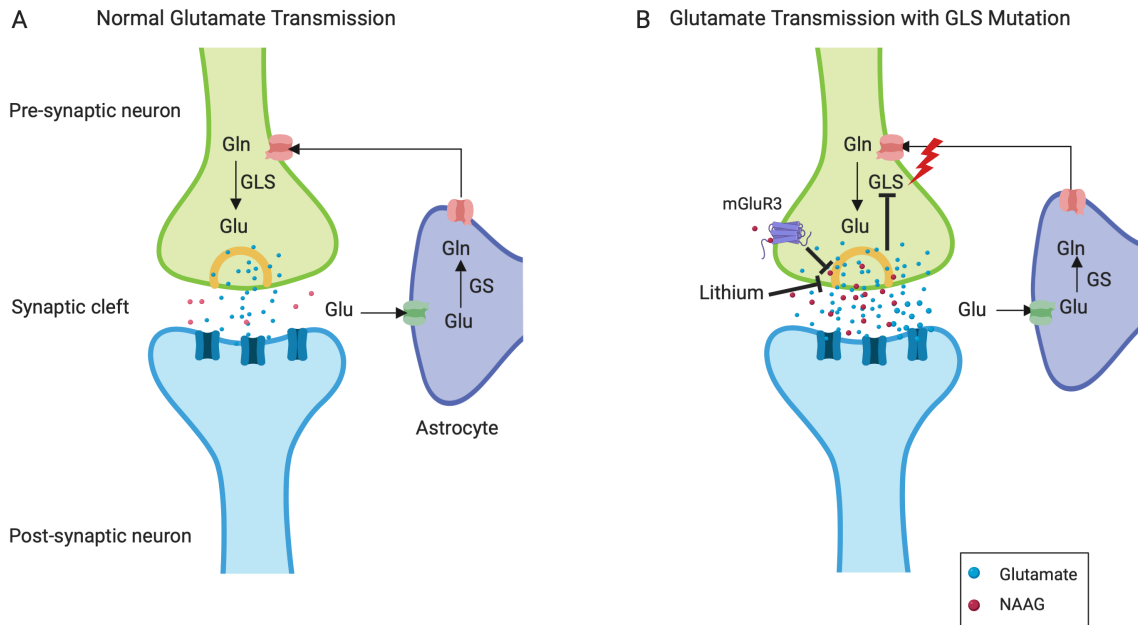 A
Normal Glutamate Transmission
Pre-synaptic neuron
Gln
GLS
Glu
Synaptic cleft
Glu
Gln
GS
Glu
Astrocyte
Post-synaptic neuron
B
Glutamate Transmission with GLS Mutation
Gln
GLS
mGluR3
Glu
Lithium
Glu
Gln
GS
Glu
Glutamate
NAAG